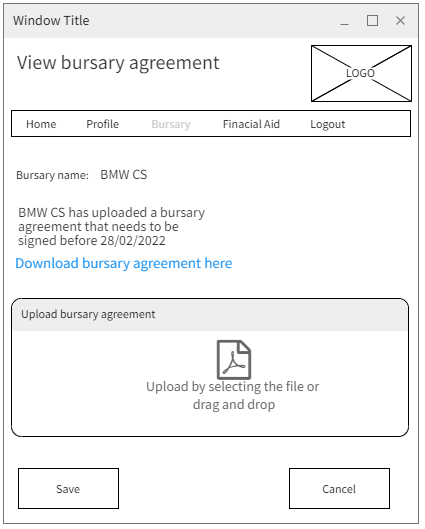 Window Title
View bursary agreement
LOGO
Home Profile Bursary Finacial Aid Logout
Bursary name: BMW CS
BMW CS has uploaded a bursary
agreement that needs to be
signed before 28/02/2022
Download bursary agreement here
Upload bursary agreement
Upload by selecting the file or
drag and drop
Save Cancel